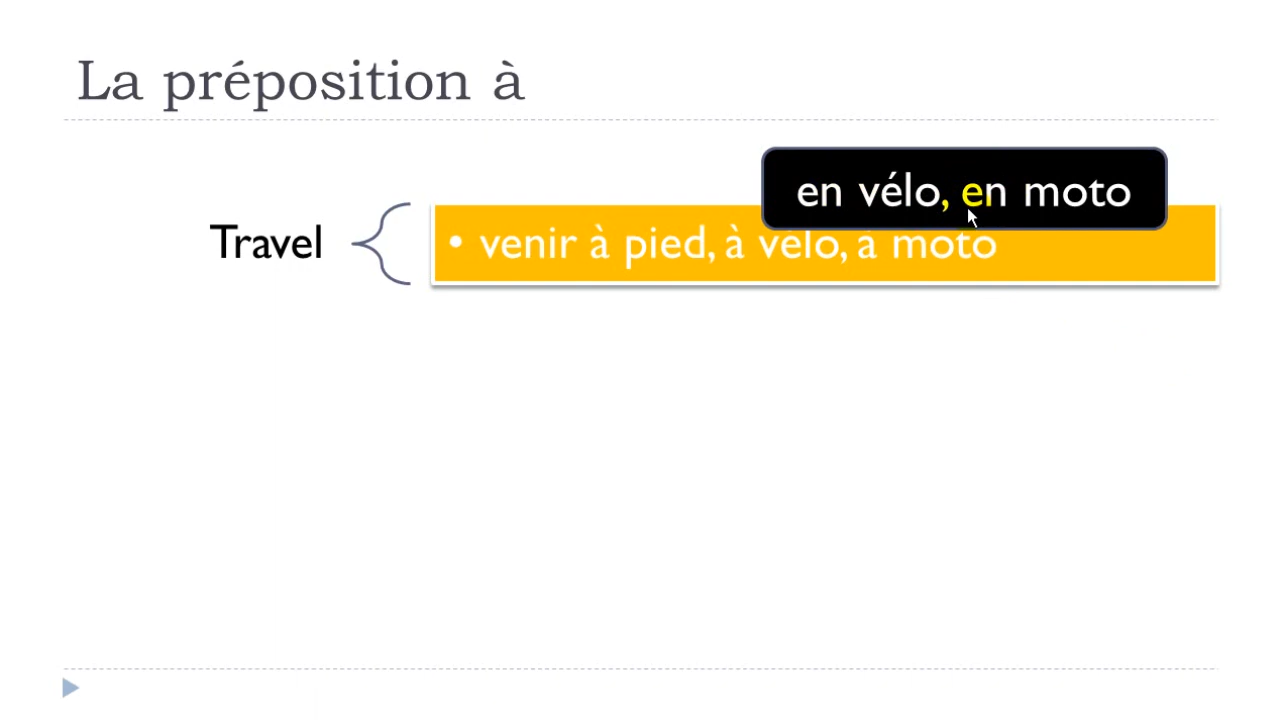 La préposition à
en vélo, en moto
Travel
• venir à pied, à vélo, à moto